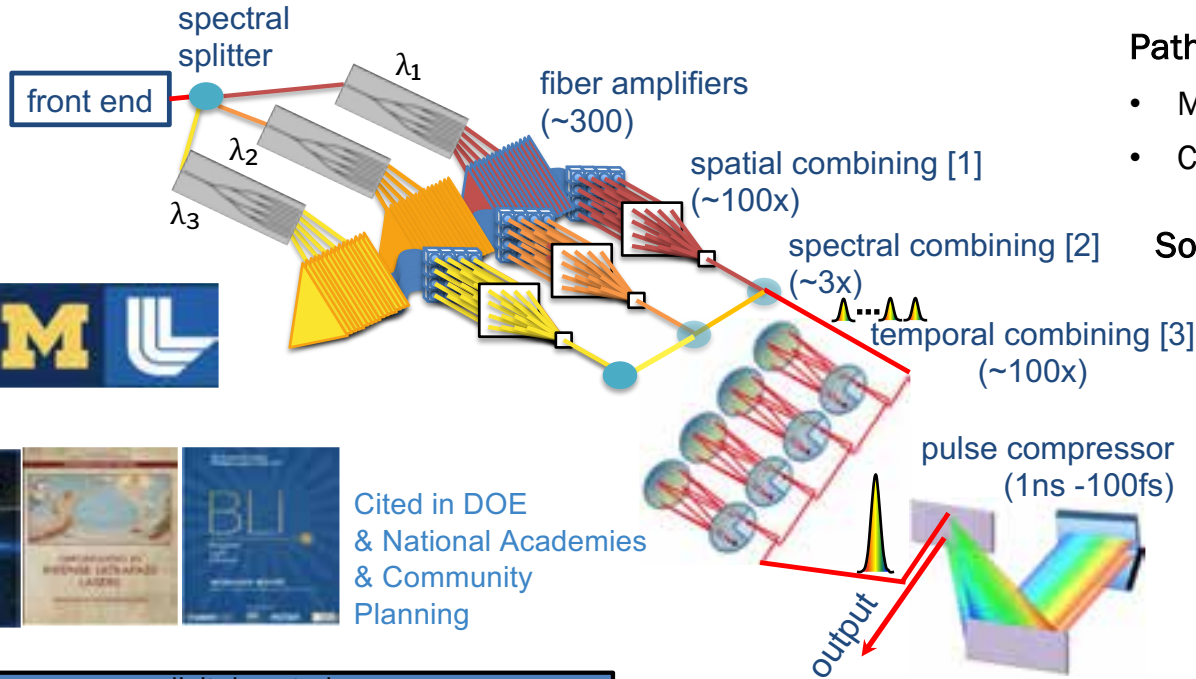 spectral
splitter
front end
λ1
λ2
λ3
fiber amplifiers
(~300)
spatial combining [1]
(~100x)
spectral combining [2]
(~3x)
temporal combining [3]
(~100x)
pulse compressor
(1ns -100fs)
output
Path
• M
• C
So
M
BLI
Cited in DOE
& National Academies
& Community
Planning